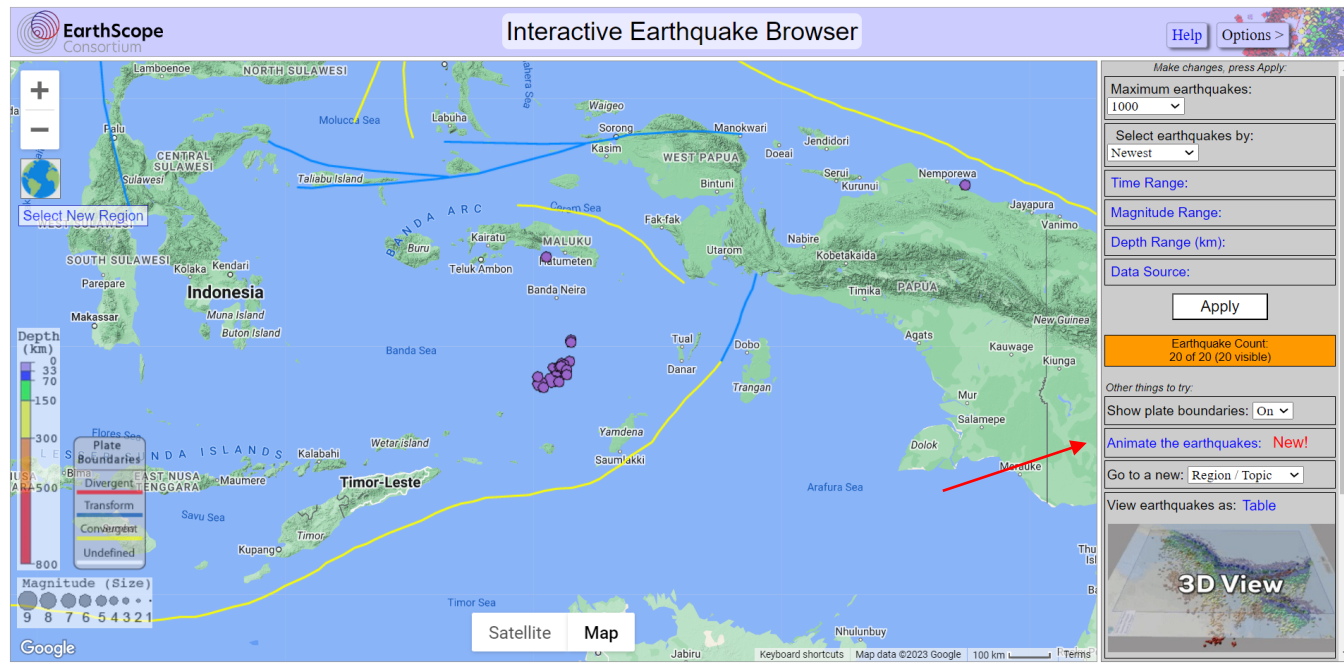 EarthScope
Consortium
Interactive Earthquake Browser
Help
Options >
Make changes, press Apply:
Maximum earthquakes:
1000
Select earthquakes by:
Newest
Time Range:
Magnitude Range:
Depth Range (km):
Data Source:
Apply
Earthquake Count:
20 of 20 (20 visible)
Other things to try:
Show plate boundaries: On
Animate the earthquakes: New!
Go to a new: Region / Topic
View earthquakes as: Table
3D View
+
−
Select New Region
Lamboenoe
NORTH SULAWESI
Molucca Sea
Labuha
Waigeo
Sorong
Kasim
Manokwari
WEST PAPUA
Doeai
Jendidori
Bintuni
Serui
Kurunui
Nemporewa
Jayapura
Vanimo
Palu
CENTRAL
SULAWESI
Sulawesi
Taliabu Island
BANDA ARC
Ceram Sea
Fak-fak
Kairatu
MALUKU
Buru
Teluk Ambon
Hatumeten
Utarom
Nabire
Kobetakaida
SOUTH SULAWESI
Kolaka
Kendari
Parepare
Indonesia
Banda Neira
Timika
PAPUA
Makassar
Muna Island
Buton Island
New Guinea
Banda Sea
Tual
Danar
Dobo
Trangan
Agats
Kauwage
Kiunga
Mur
Salamepe
Flores Sea
Wetar island
Yamdena
Saumlakki
Dolok
Merauke
LESSER SUNDA ISLANDS
Kalabahi
Bima
EAST NUSA
TENGGARA
Maumere
Timor-Leste
Arafura Sea
Savu Sea
Timor
Kupang
Timor Sea
Nhulunbuy
Jabiru
Depth
(km)
0
33
70
150
300
500
800
Plate
Boundaries
Divergent
Transform
Convergent
Undefined
Magnitude (Size)
9 8 7 6 5 4 3 2 1
Satellite
Map
Google
Keyboard shortcuts
Map data ©2023 Google
100 km
Terms